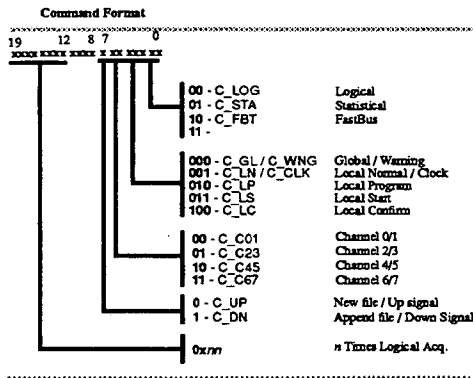 Command Format
19 12 8 7 0
xxxx xxxx xxxx x xx xxx xx
00 - C_LOG Logical
01 - C_STA Statistical
10 - C_FBT FastBus
11 -
000 - C_GL / C_WNG Global / Warning
001 - C_LN / C_CLK Local Normal / Clock
010 - C_LP Local Program
011 - C_LS Local Start
100 - C_LC Local Confirm
00 - C_C01 Channel 0/1
01 - C_C23 Channel 2/3
10 - C_C45 Channel 4/5
11 - C_C67 Channel 6/7
0 - C_UP New file / Up signal
1 - C_DN Append file / Down Signal
0xnn n Times Logical Acq.